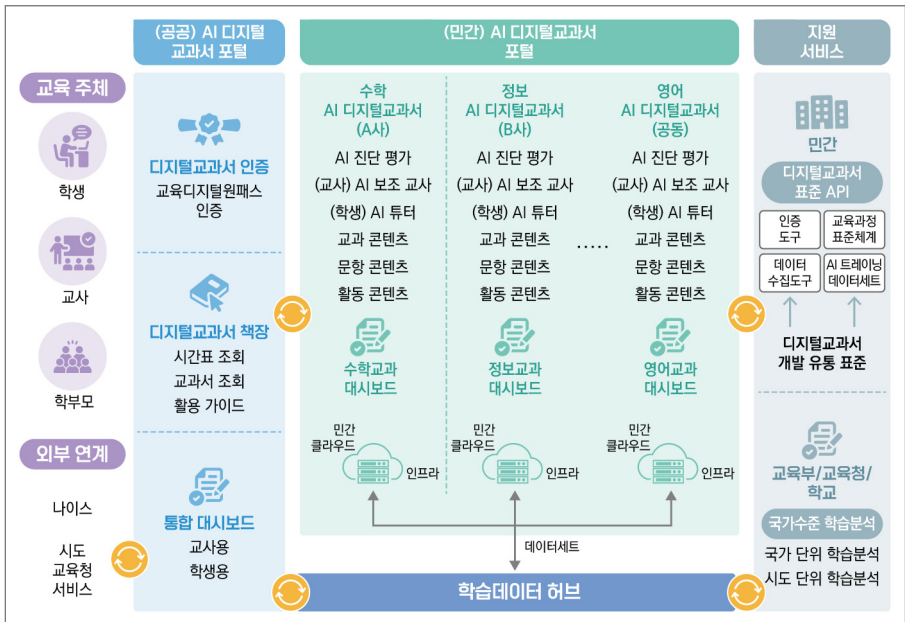 (공공) AI 디지털
교과서 포털
(민간) AI 디지털교과서
포털
지원
서비스
교육 주체
학생
교사
학부모
외부 연계
나이스
시도
교육청
서비스
디지털교과서 인증
교육디지털원패스
인증
디지털교과서 책장
시간표 조회
교과서 조회
활용 가이드
통합 대시보드
교사용
학생용
수학
AI 디지털교과서
(A사)
AI 진단 평가
(교사) AI 보조 교사
(학생) AI 튜터
교과 콘텐츠
문항 콘텐츠
활동 콘텐츠
수학교과
대시보드
민간
클라우드
인프라
정보
AI 디지털교과서
(B사)
AI 진단 평가
(교사) AI 보조 교사
(학생) AI 튜터
교과 콘텐츠
문항 콘텐츠
활동 콘텐츠
정보교과
대시보드
민간
클라우드
인프라
.....
영어
AI 디지털교과서
(공동)
AI 진단 평가
(교사) AI 보조 교사
(학생) AI 튜터
교과 콘텐츠
문항 콘텐츠
활동 콘텐츠
영어교과
대시보드
민간
클라우드
인프라
데이터세트
학습데이터 허브
민간
디지털교과서
표준 API
인증
도구
교육과정
표준체계
데이터
수집도구
AI 트레이닝
데이터세트
디지털교과서
개발 유통 표준
교육부/교육청/
학교
국가수준 학습분석
국가 단위 학습분석
시도 단위 학습분석